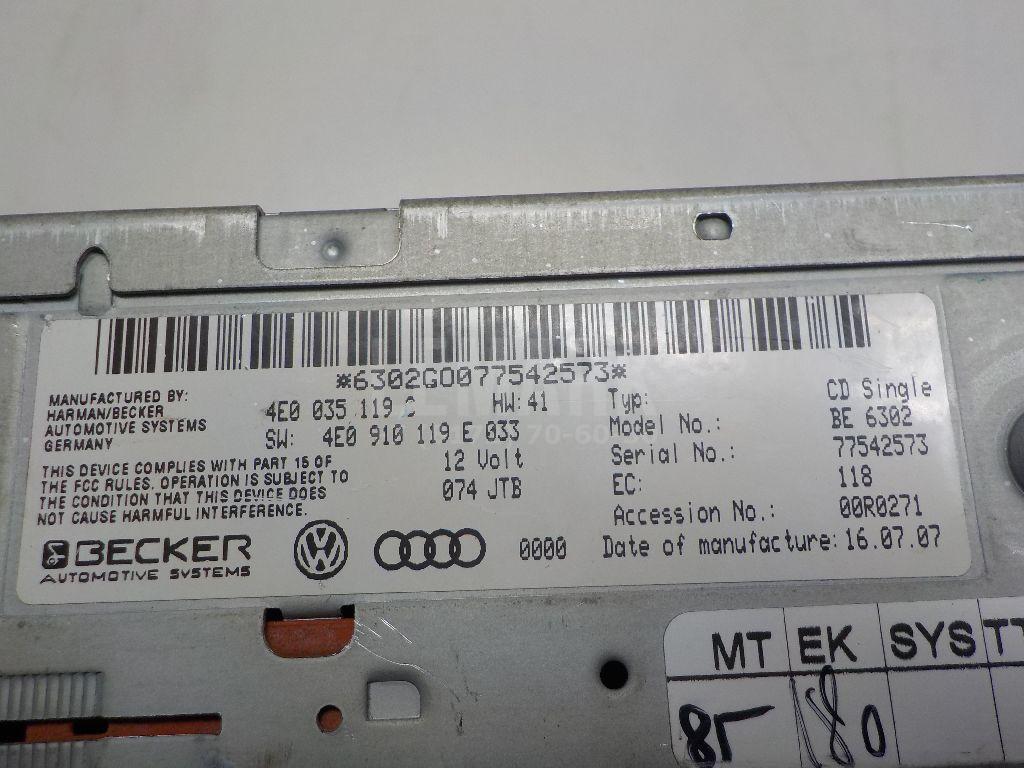 *6302GO077542573*
MANUFACTURED BY:
HARMAN/BECKER
AUTOMOTIVE SYSTEMS
GERMANY
4E0 035 119 C HW: 41
SW: 4E0 910 119 E 033
12 Volt
074 JTB
THIS DEVICE COMPLIES WITH PART 15 OF
THE FCC RULES. OPERATION IS SUBJECT TO
THE CONDITION THAT THIS DEVICE DOES
NOT CAUSE HARMFUL INTERFERENCE.
Typ: CD Single
Model No.: BE 6302
Serial No.: 77542573
EC: 118
Accession No.: 00R0271
Date of manufacture: 16.07.07
BECKER
AUTOMOTIVE SYSTEMS
0000
MT EK SYS
180